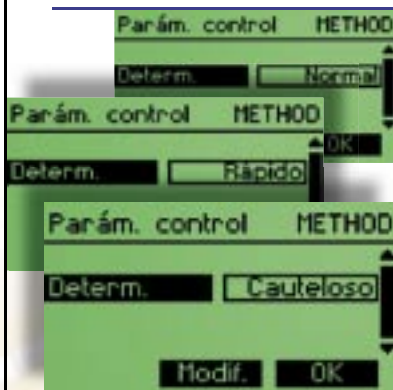 Parám. control METHOD
Determ. Normal
OK
Parám. control METHOD
Determ. Rápido
Parám. control METHOD
Determ. Cauteloso
Modif. OK